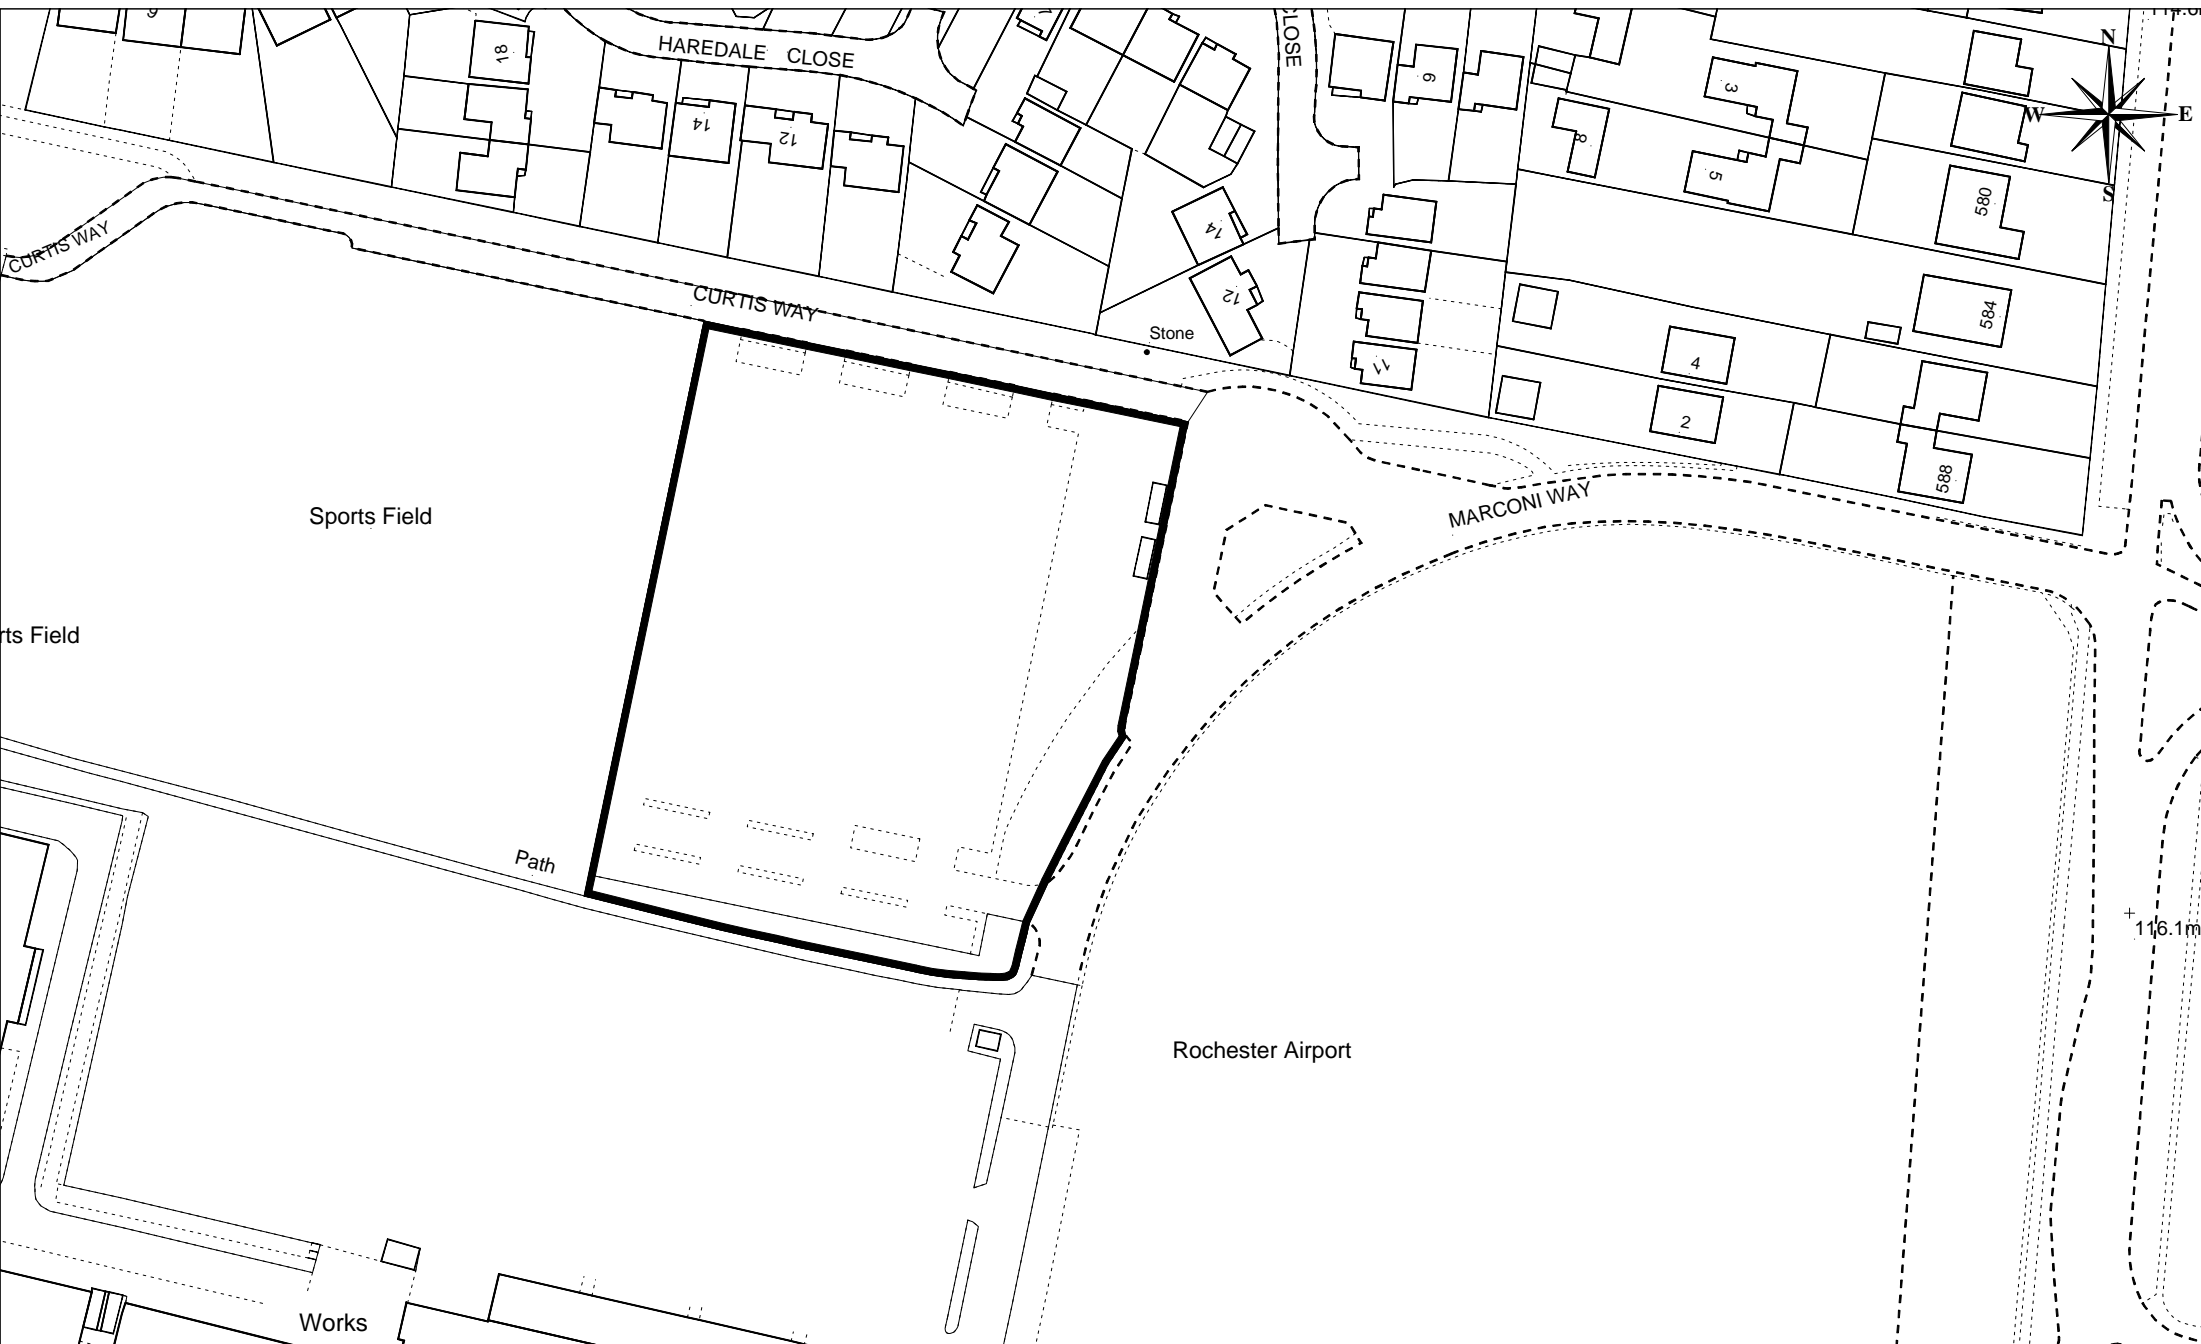 N
W E
S
HAREDALE CLOSE
CLOSE
18
14
12
6
3
8
5
580
14
12
584
CURTIS WAY
CURTIS WAY
Stone
11
4
2
588
MARCONI WAY
Sports Field
rts Field
Path
116.1m
Rochester Airport
Works